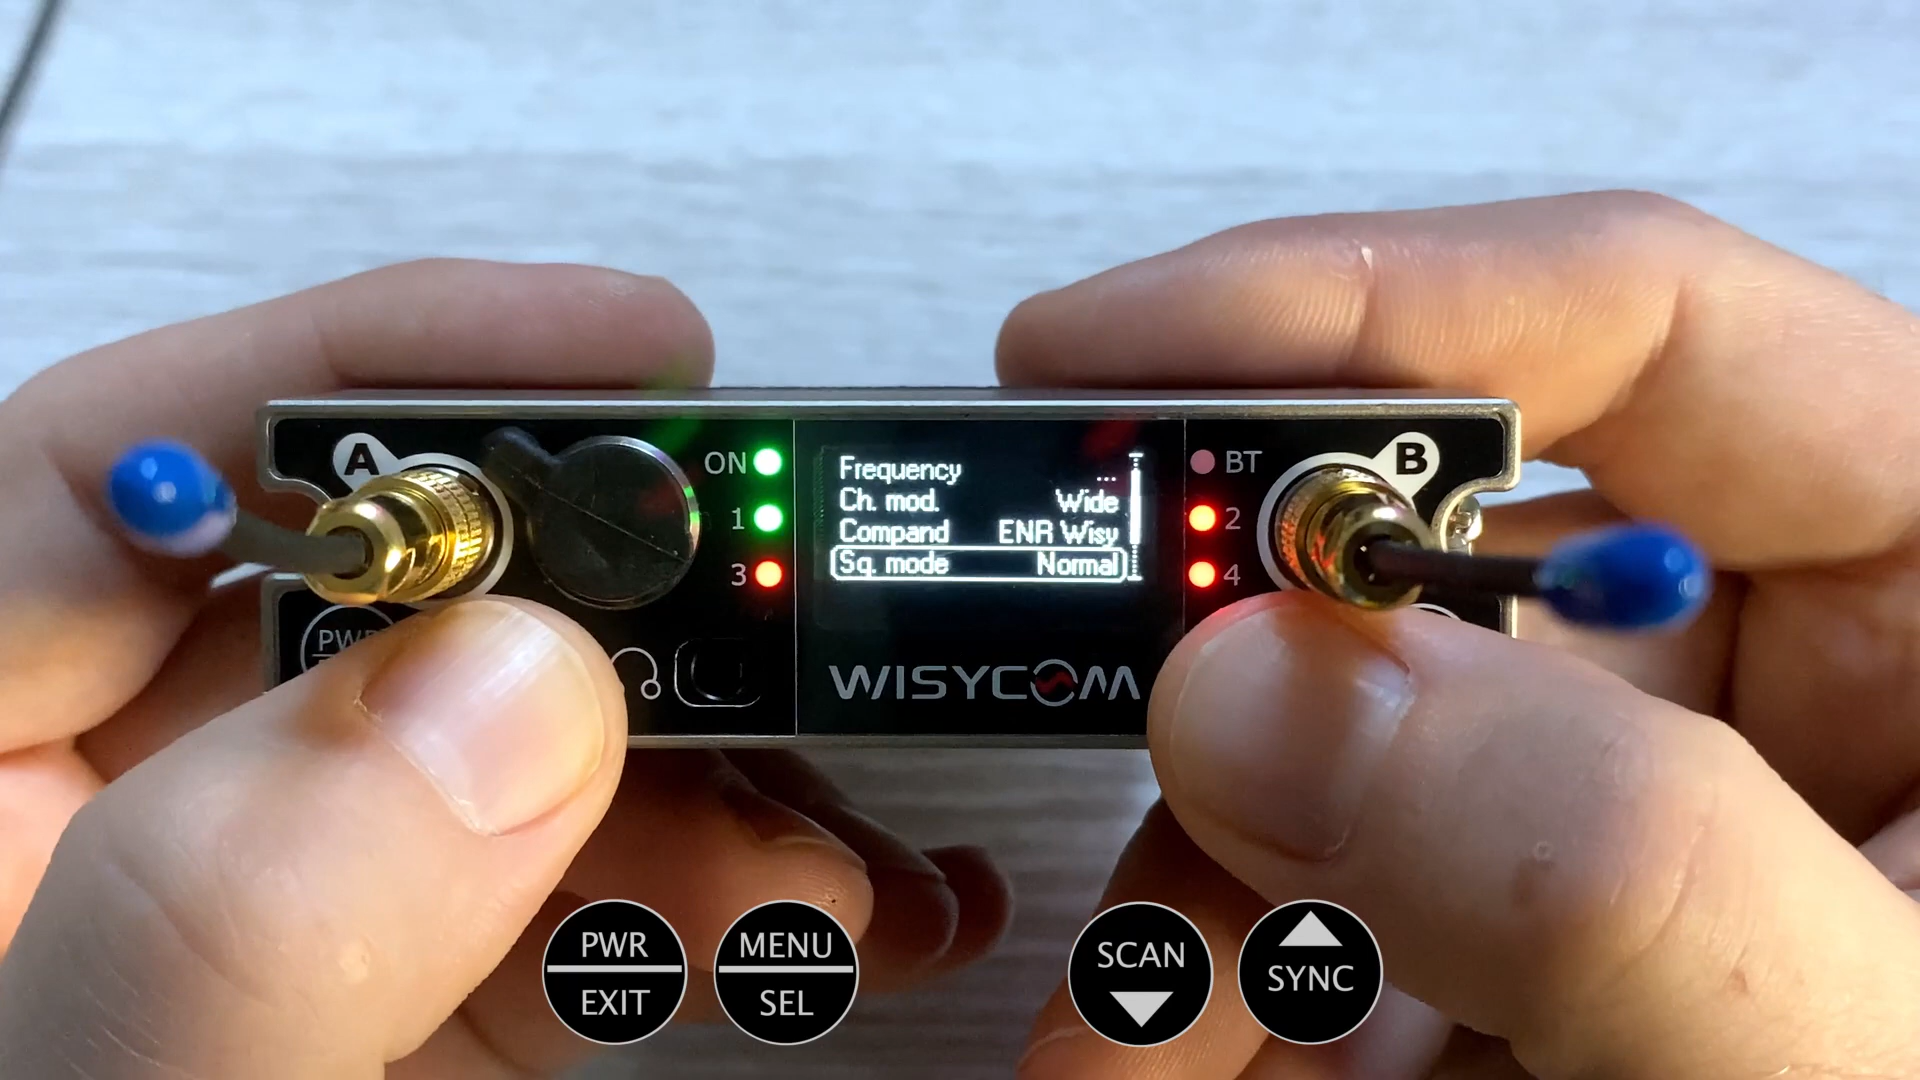 A
ON
1
3
PWR
Frequency ...
Ch. mod. Wide
Compand ENR Wisy
Sq. mode Normal
WISYCOM
BT
2
4
B
PWR
EXIT
MENU
SEL
SCAN
SYNC